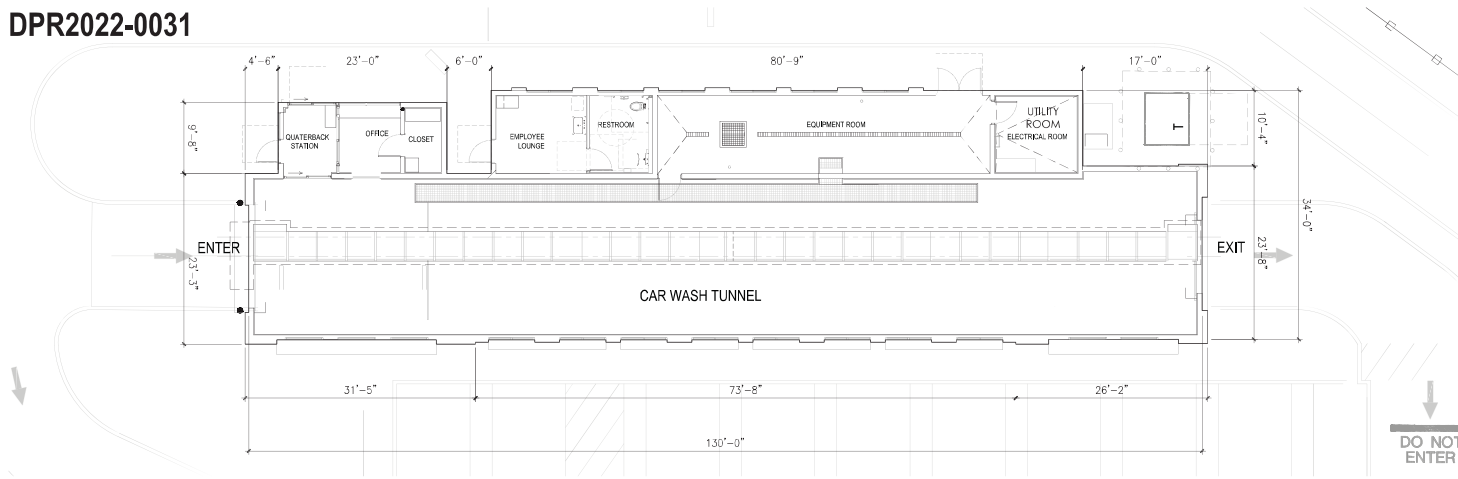 DPR2022-0031
4'-6"
23'-0"
6'-0"
80'-9"
17'-0"
9'-8"
QUATERBACK
STATION
OFFICE
CLOSET
EMPLOYEE
LOUNGE
RESTROOM
EQUIPMENT ROOM
UTILITY
ROOM
ELECTRICAL ROOM
T
10'-4"
34'-0"
ENTER
23'-3"
EXIT
23'-8"
CAR WASH TUNNEL
31'-5"
73'-8"
26'-2"
130'-0"
DO NOT
ENTER